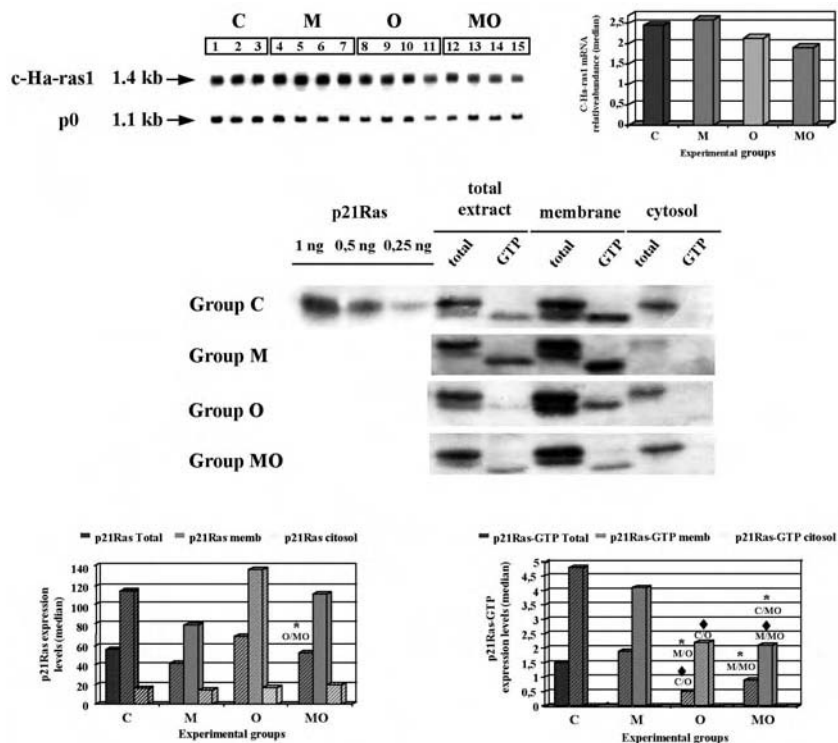 C M O MO
1 2 3 4 5 6 7 8 9 10 11 12 13 14 15
c-Ha-ras1 1.4 kb
p0 1.1 kb
C-Ha-ras1 mRNA
relativeabundance (median)
2,5
2
1,5
1
0,5
0
C M O MO
Experimental groups
p21Ras
total
extract
membrane
cytosol
1 ng 0,5 ng 0,25 ng
total GTP total GTP total GTP
Group C
Group M
Group O
Group MO
p21Ras Total p21Ras memb p21Ras citosol
p21Ras expression
levels (median)
140
120
100
80
60
40
20
0
*
O/MO
C M O MO
Experimental groups
p21Ras-GTP Total p21Ras-GTP memb p21Ras-GTP citosol
p21Ras-GTP
expression levels (median)
5
4,5
4
3,5
3
2,5
2
1,5
1
0,5
0
*
M/O
♦
C/O
♦
C/O
*
C/MO
♦
M/MO
*
M/MO
C M O MO
Experimental groups